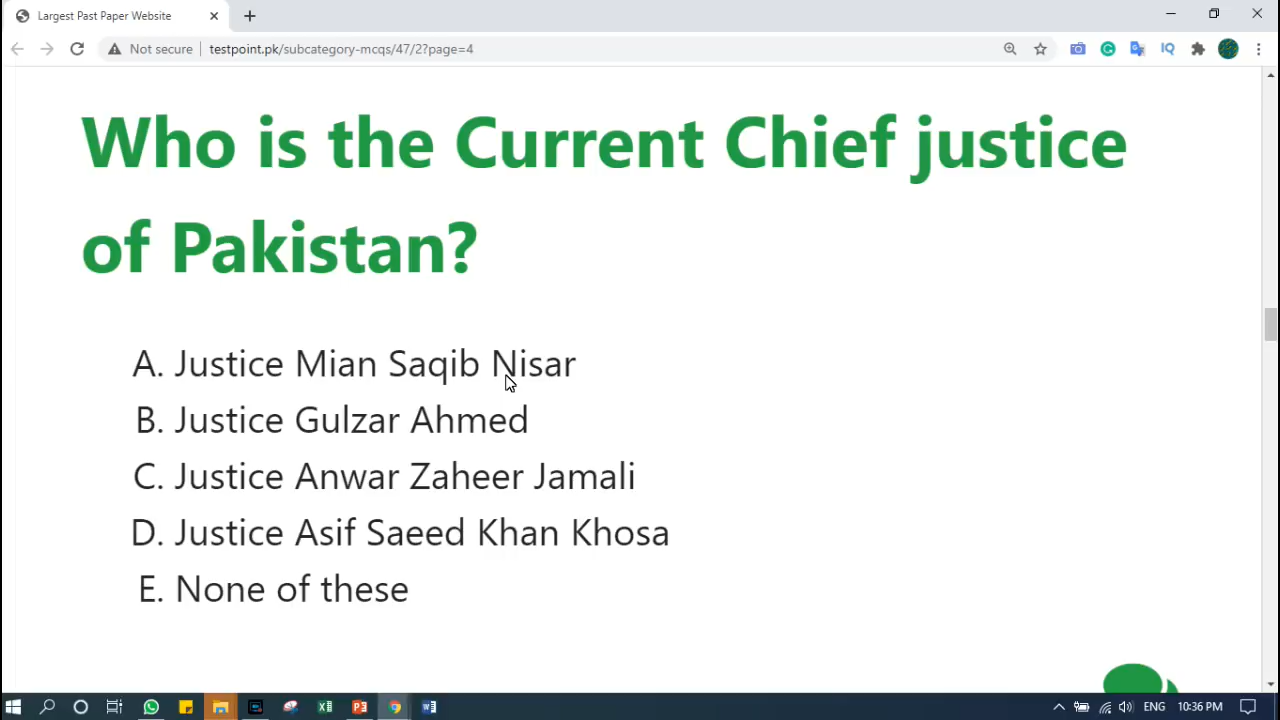 Largest Past Paper Website
Not secure testpoint.pk/subcategory-mcqs/47/2?page=4
IQ
Who is the Current Chief justice
of Pakistan?
A. Justice Mian Saqib Nisar
B. Justice Gulzar Ahmed
C. Justice Anwar Zaheer Jamali
D. Justice Asif Saeed Khan Khosa
E. None of these
ENG 10:36 PM